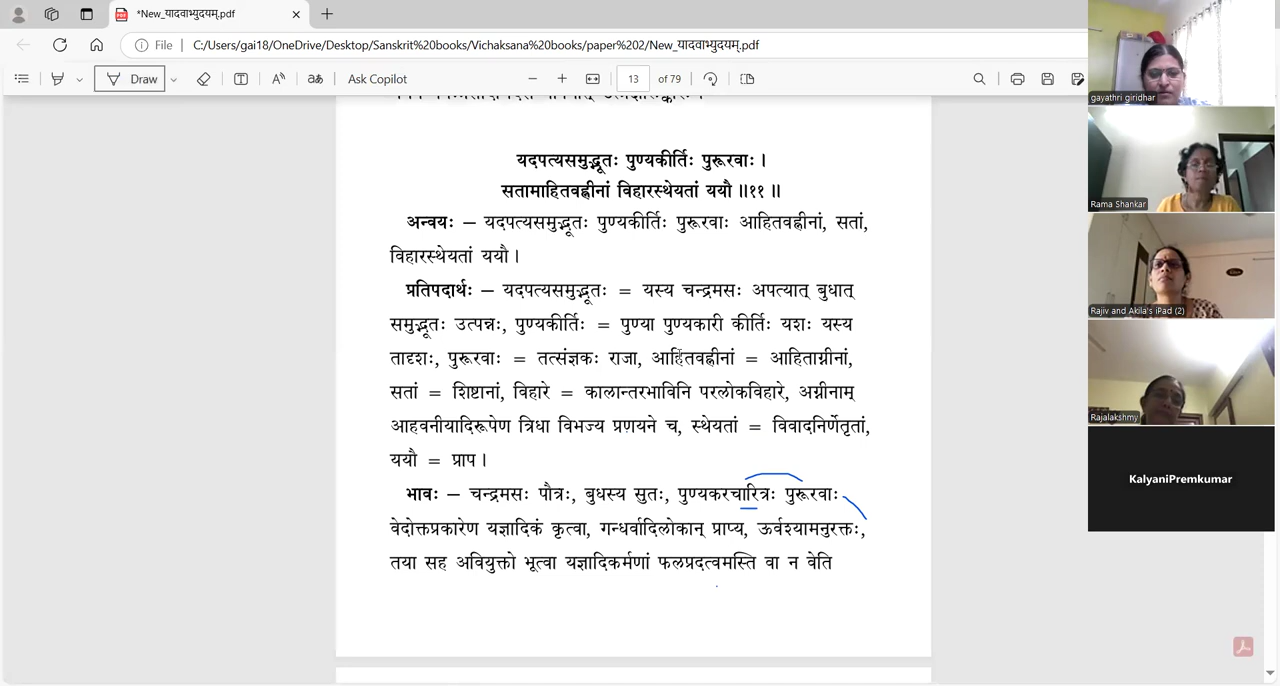 *New_यादवाभ्युदयम्.pdf
File
C:/Users/gai18/OneDrive/Desktop/Sanskrit%20books/Vichaksana%20books/paper%202/New_यादवाभ्युदयम्.pdf
Draw
Ask Copilot
13 of 79
यदपत्यसमुद्भूतः पुण्यकीर्तिः पुरूरवाः ।
सतामाहितवह्नीनां विहारस्थेयतां ययौ ॥११॥
अन्वयः – यदपत्यसमुद्भूतः पुण्यकीर्तिः पुरूरवाः आहितवह्नीनां, सतां,
विहारस्थेयतां ययौ ।
प्रतिपदार्थः – यदपत्यसमुद्भूतः = यस्य चन्द्रमसः अपत्यात् बुधात्
समुद्भूतः उत्पन्नः, पुण्यकीर्तिः = पुण्या पुण्यकारी कीर्तिः यशः यस्य
तादृशः, पुरूरवाः = तत्संज्ञकः राजा, आहितवह्नीनां = आहिताग्नीनां,
सतां = शिष्टानां, विहारे = कालान्तरभाविनि परलोकविहारे, अग्नीनाम्
आहवनीयादिरूपेण त्रिधा विभज्य प्रणयने च, स्थेयतां = विवादनिर्णेतृतां,
ययौ = प्राप ।
भावः – चन्द्रमसः पौत्रः, बुधस्य सुतः, पुण्यकरचारित्रः पुरूरवाः
वेदोक्तप्रकारेण यज्ञादिकं कृत्वा, गन्धर्वादिलोकान् प्राप्य, ऊर्वश्यामनुरक्तः,
तया सह अवियुक्तो भूत्वा यज्ञादिकर्मणां फलप्रदत्वमस्ति वा न वेति
gayathri giridhar
Rama Shankar
Rajiv and Akila's iPad (2)
Rajalakshmy
KalyaniPremkumar